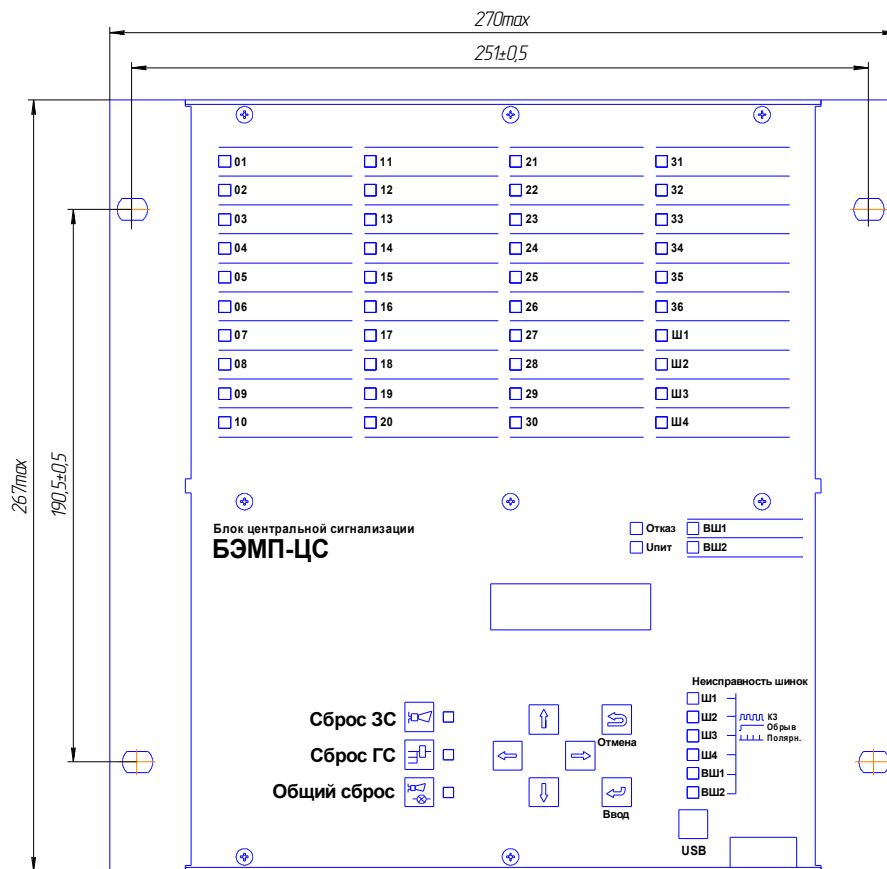 270max
251±0,5
267max
190,5±0,5
01 11 21 31
02 12 22 32
03 13 23 33
04 14 24 34
05 15 25 35
06 16 26 36
07 17 27 Ш1
08 18 28 Ш2
09 19 29 Ш3
10 20 30 Ш4
Блок центральной сигнализации
БЭМП-ЦС
Отказ ВШ1
Uпит ВШ2
Неисправность шинок
Ш1
Ш2 КЗ
Обрыв
Ш3 Полярн.
Ш4
ВШ1
ВШ2
Сброс ЗС
Сброс ГС
Общий сброс
Отмена
Ввод
USB